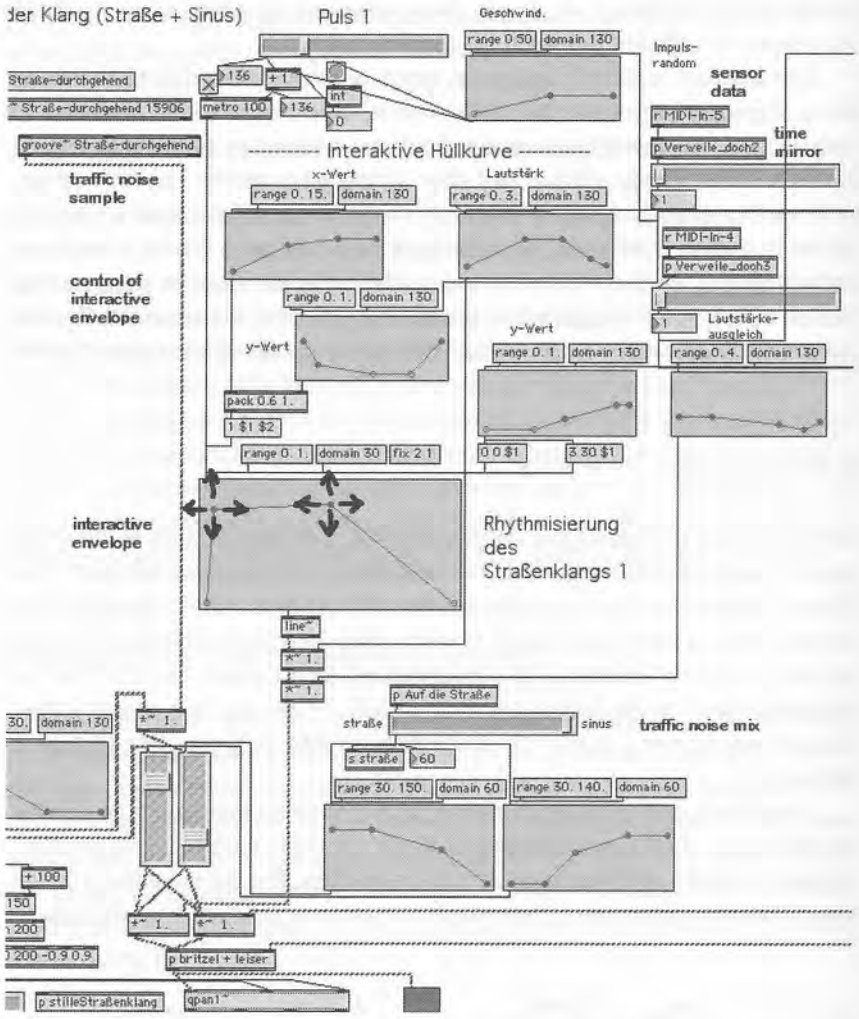 der Klang (Straße + Sinus)
Puls 1
Geschwind.
range 0 50 domain 130
Impuls-
random
sensor
data
136
+ 1
Straße-durchgehend
int
~ Straße-durchgehend 15906
metro 100
136
0
r MIDI-In-5
groove~ Straße-durchgehend
Interaktive Hüllkurve
p Verweile_doch2
time
mirror
traffic noise
sample
x-Wert
Lautstärk
range 0. 15. domain 130
range 0. 3. domain 130
1
r MIDI-In-4
p Verweile_doch3
control of
interactive
envelope
range 0. 1. domain 130
1
Lautstärke-
ausgleich
y-Wert
y-Wert
range 0. 1. domain 130
range 0. 4. domain 130
pack 0.6 1.
1 $1 $2
range 0. 1. domain 30 fix 2 1
0 0 $1
3 30 $1
interactive
envelope
Rhythmisierung
des
Straßenklangs 1
line~
*~ 1.
*~ 1.
p Auf die Straße
30. domain 130
*~ 1.
straße
sinus
traffic noise mix
s straße
60
range 30. 150. domain 60
range 30. 140. domain 60
+ 100
150
200
*~ 1.
*~ 1.
200 -0.9 0.9
p britzel + leiser
p stilleStraßenklang
qpan1~